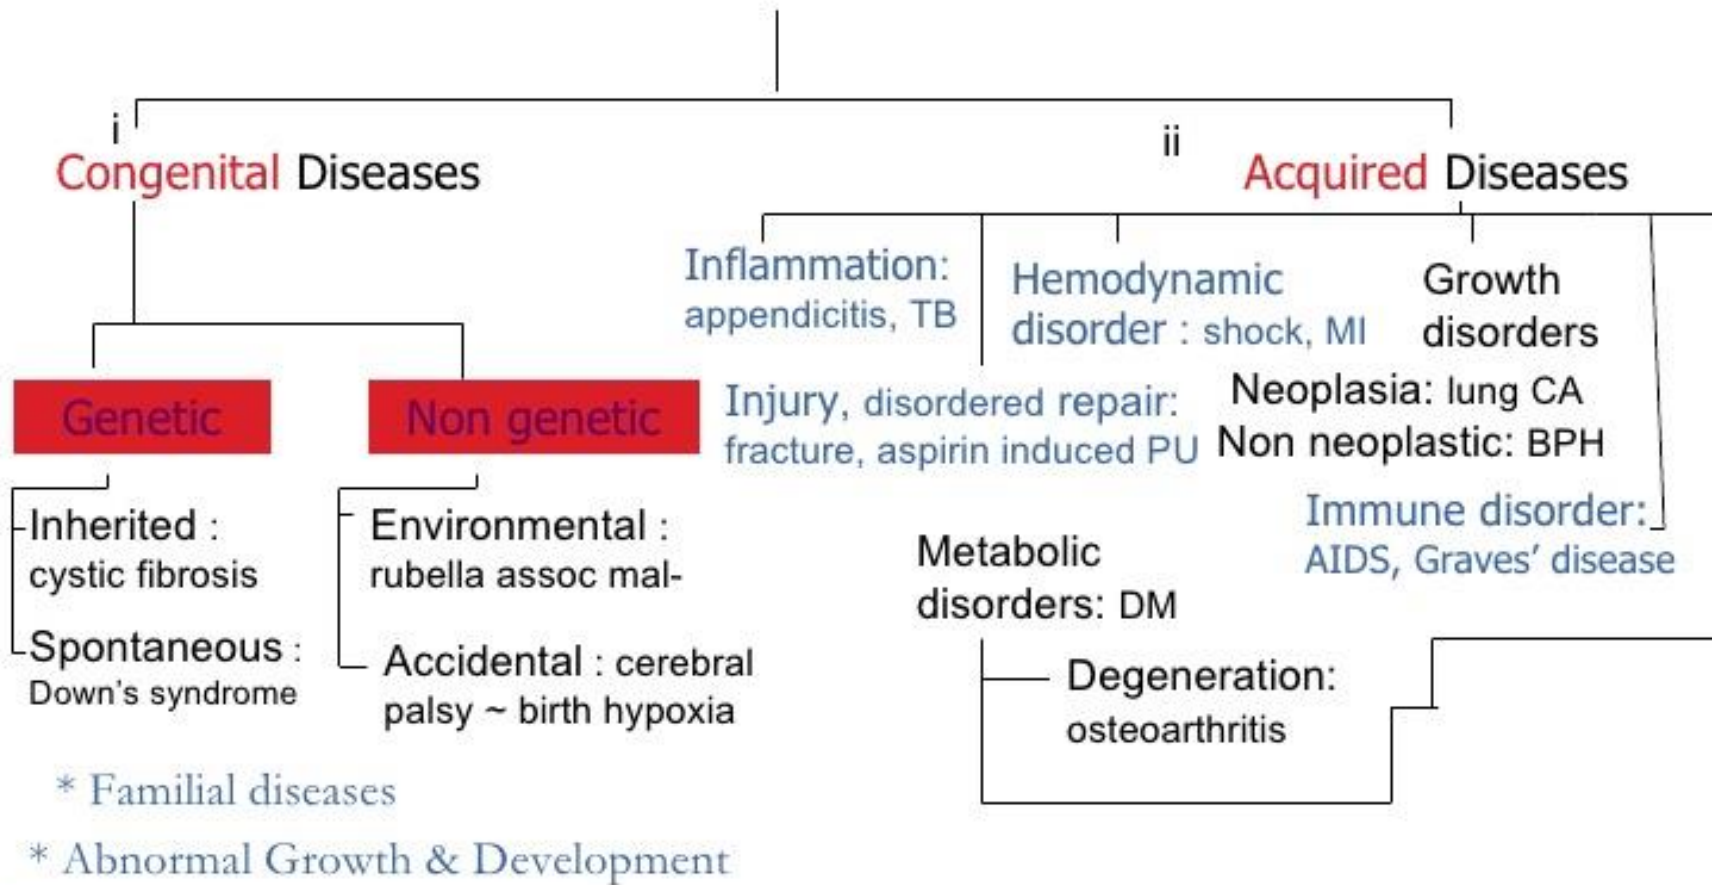 i
Congenital Diseases
Genetic
Inherited :
cystic fibrosis
Spontaneous :
Down's syndrome
Non genetic
Environmental :
rubella assoc mal-
Accidental : cerebral
palsy ~ birth hypoxia
* Familial diseases
* Abnormal Growth & Development
ii
Acquired Diseases
Inflammation:
appendicitis, TB
Injury, disordered repair:
fracture, aspirin induced PU
Hemodynamic
disorder : shock, MI
Growth
disorders
Neoplasia: lung CA
Non neoplastic: BPH
Immune disorder:
AIDS, Graves' disease
Metabolic
disorders: DM
Degeneration:
osteoarthritis